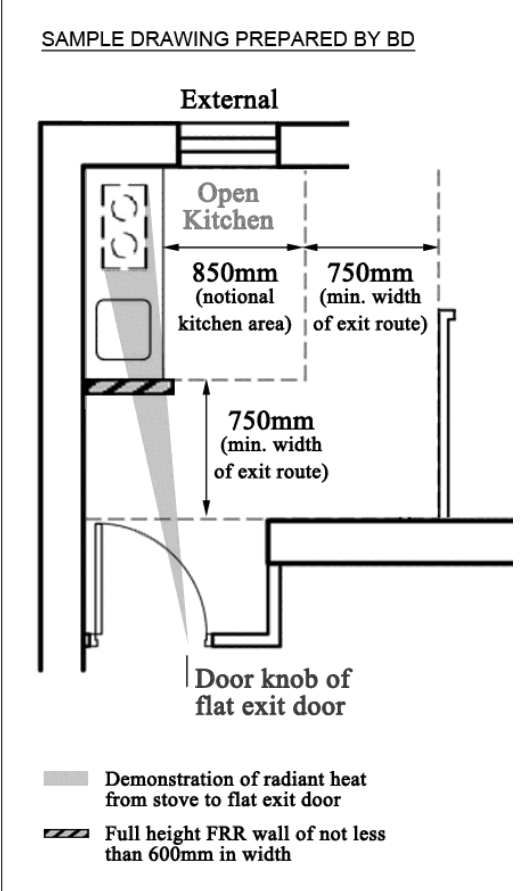 SAMPLE DRAWING PREPARED BY BD
External
Open
Kitchen
850mm
(notional
kitchen area)
750mm
(min. width
of exit route)
750mm
(min. width
of exit route)
Door knob of
flat exit door
Demonstration of radiant heat
from stove to flat exit door
Full height FRR wall of not less
than 600mm in width